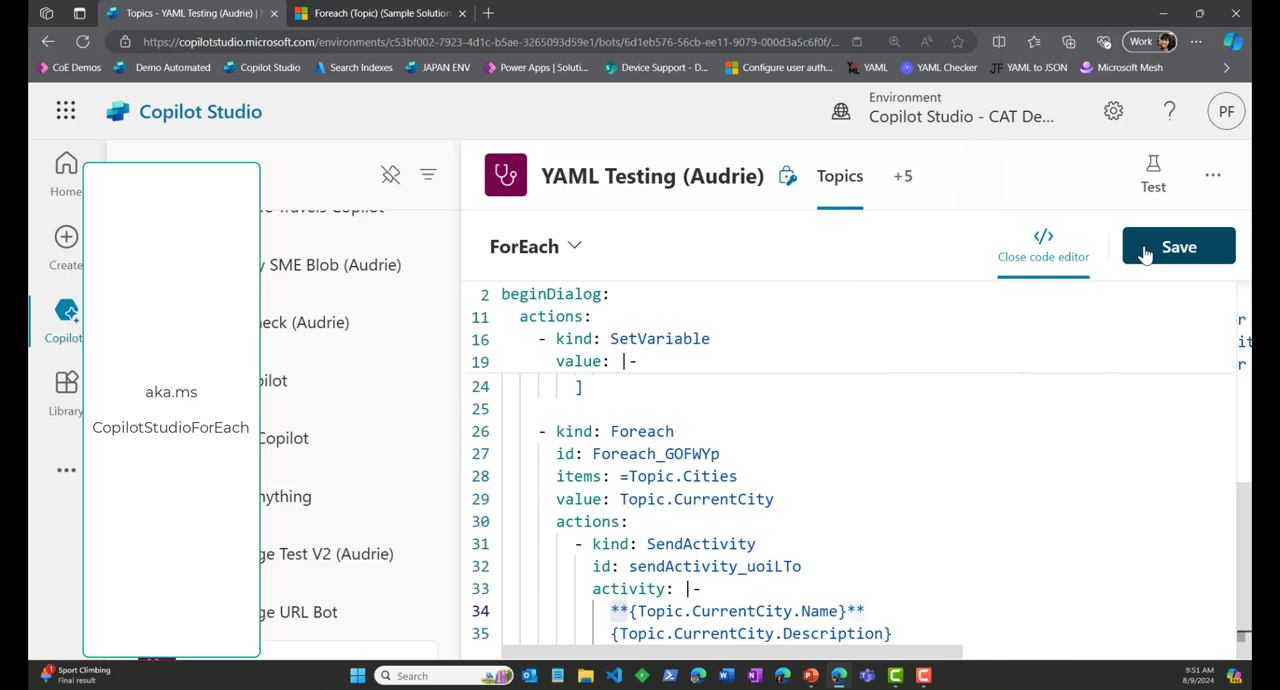 Topics - YAML Testing (Audrie) |
Foreach (Topic) (Sample Solution
https://copilotstudio.microsoft.com/environments/c53bf002-7923-4d1c-b5ae-3265093d59e1/bots/6d1eb576-56cb-ee11-9079-000d3a5c6f0f/...
Work
CoE Demos
Demo Automated
Copilot Studio
Search Indexes
JAPAN ENV
Power Apps | Soluti...
Device Support - D...
Configure user auth...
YAML
YAML Checker
JF YAML to JSON
Microsoft Mesh
Copilot Studio
Environment
Copilot Studio - CAT De...
PF
Home
Create
Copilot
Library
aka.ms
CopilotStudioForEach
e Travels Copilot
y SME Blob (Audrie)
eck (Audrie)
pilot
Copilot
nything
ge Test V2 (Audrie)
ge URL Bot
YAML Testing (Audrie)
Topics
+5
Test
ForEach
Close code editor
Save
2 beginDialog:
11 actions:
16 - kind: SetVariable
19 value: |-
24 ]
25
26 - kind: Foreach
27 id: Foreach_GOFWYp
28 items: =Topic.Cities
29 value: Topic.CurrentCity
30 actions:
31 - kind: SendActivity
32 id: sendActivity_uoiLTo
33 activity: |-
34 **{Topic.CurrentCity.Name}**
35 {Topic.CurrentCity.Description}
Sport Climbing
Final result
Search
9:51 AM
8/9/2024